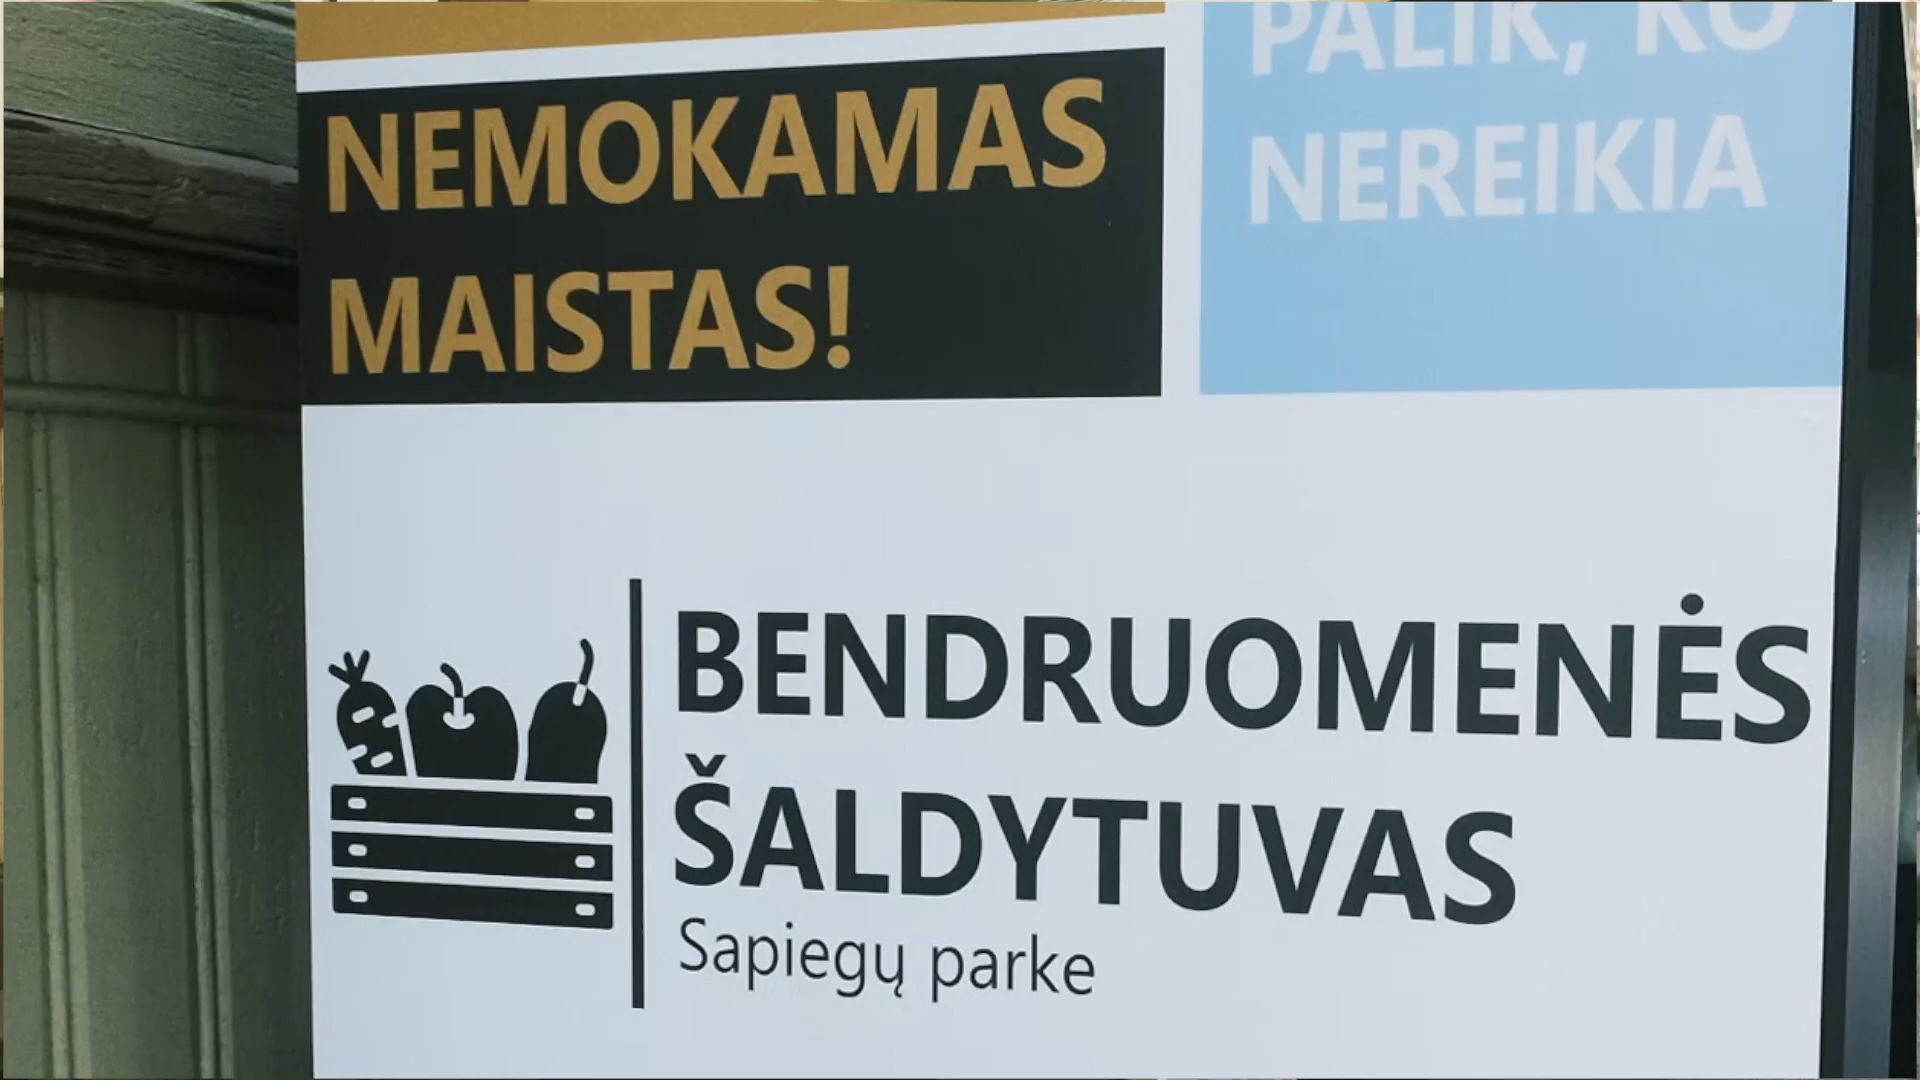 NEMOKAMAS
MAISTAS!
PALIK, KO
NEREIKIA
BENDRUOMENĖS
ŠALDYTUVAS
Sapiegų parke